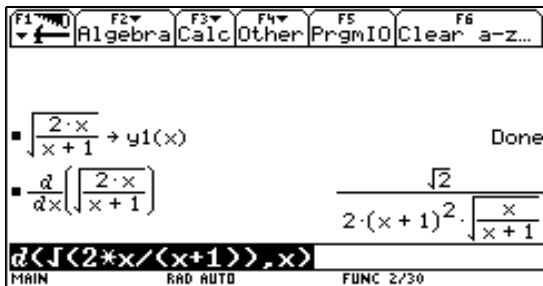 F1 F2 Algebra F3 Calc F4 Other F5 PrgmIO F6 Clear a-z…
√(2·x/(x + 1)) → y1(x) Done
d/dx(√(2·x/(x + 1))) √2/(2·(x + 1)²·√(x/(x + 1)))
d(√(2*x/(x+1)),x)
MAIN RAD AUTO FUNC 2/30